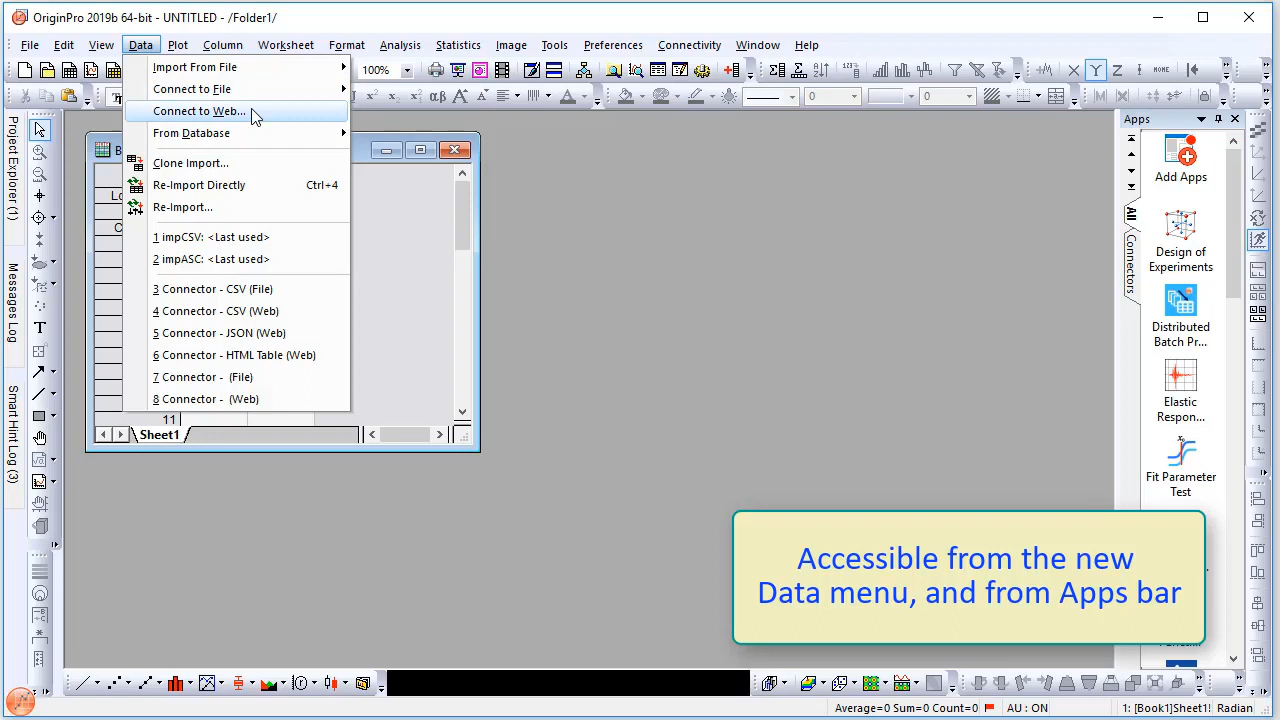 OriginPro 2019b 64-bit - UNTITLED - /Folder1/
File Edit View Data Plot Column Worksheet Format Analysis Statistics Image Tools Preferences Connectivity Window Help
100%
0 0
Import From File
Connect to File
Connect to Web...
From Database
Clone Import...
Re-Import Directly Ctrl+4
Re-Import...
1 impCSV: <Last used>
2 impASC: <Last used>
3 Connector - CSV (File)
4 Connector - CSV (Web)
5 Connector - JSON (Web)
6 Connector - HTML Table (Web)
7 Connector - (File)
8 Connector - (Web)
11
Sheet1
Project Explorer (1)
Messages Log
Smart Hint Log (3)
Apps
All
Connectors
Add Apps
Design of
Experiments
Distributed
Batch Pr...
Elastic
Respon...
Fit Parameter
Test
Accessible from the new
Data menu, and from Apps bar
Average=0 Sum=0 Count=0 AU : ON 1: [Book1]Sheet1! Radian